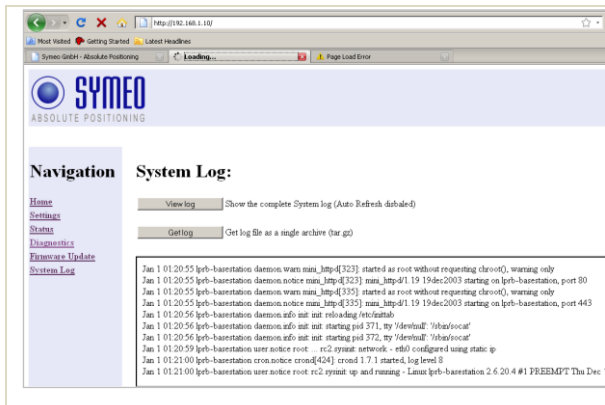 http://192.168.1.10/
Most Visited Getting Started Latest Headlines
Symeo GmbH - Absolute Positioning Loading... Page Load Error
SYMEO
ABSOLUTE POSITIONING
Navigation
Home
Settings
Status
Diagnostics
Firmware Update
System Log
System Log:
View log Show the complete System log (Auto Refresh disbaled)
Get log Get log file as a single archive (tar.gz)
Jan 1 01:20:55 lprb-basestation daemon.warn mini_httpd[323]: started as root without requesting chroot(), warning only
Jan 1 01:20:55 lprb-basestation daemon.notice mini_httpd[323]: mini_httpd/1.19 19dec2003 starting on lprb-basestation, port 80
Jan 1 01:20:55 lprb-basestation daemon.warn mini_httpd[335]: started as root without requesting chroot(), warning only
Jan 1 01:20:55 lprb-basestation daemon.notice mini_httpd[335]: mini_httpd/1.19 19dec2003 starting on lprb-basestation, port 443
Jan 1 01:20:56 lprb-basestation daemon.info init: init: reloading /etc/inittab
Jan 1 01:20:56 lprb-basestation daemon.info init: init: starting pid 371, tty '/dev/null': '/sbin/socat'
Jan 1 01:20:56 lprb-basestation daemon.info init: init: starting pid 372, tty '/dev/null': '/sbin/socat'
Jan 1 01:20:59 lprb-basestation user.notice root: ... rc2.sysinit: network - eth0 configured using static ip
Jan 1 01:21:00 lprb-basestation cron.notice crond[424]: crond 1.7.1 started, log level 8
Jan 1 01:21:00 lprb-basestation user.notice root: rc2.sysinit: up and running - Linux lprb-basestation 2.6.20.4 #1 PREEMPT Thu Dec